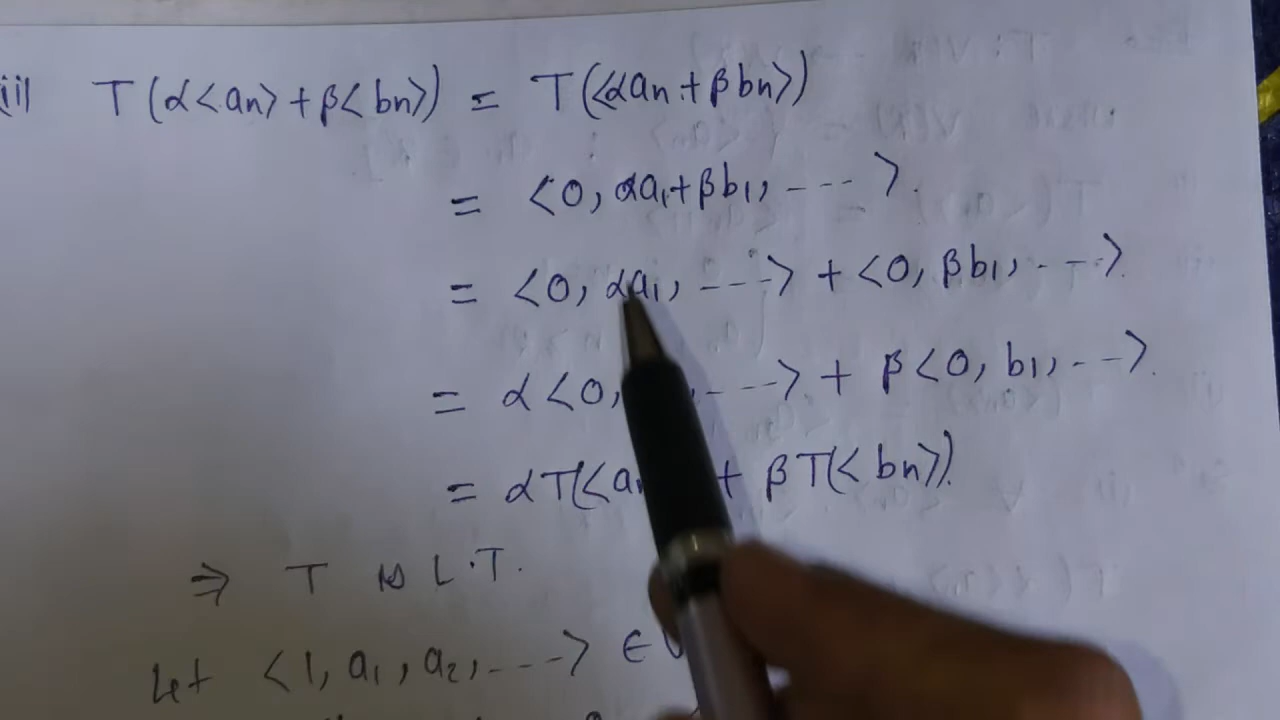 (ii) T(α<an> + β<bn>) = T(<αan + βbn>)
= <0, αa₁+βb₁, ---->.
= <0, αa₁, ----> + <0, βb₁, ---->.
= α<0, ----> + β<0, b₁, --->.
= αT(<a + βT(<bn>).
⇒ T is L.T.
Let <1, a₁, a₂, ----> ∈